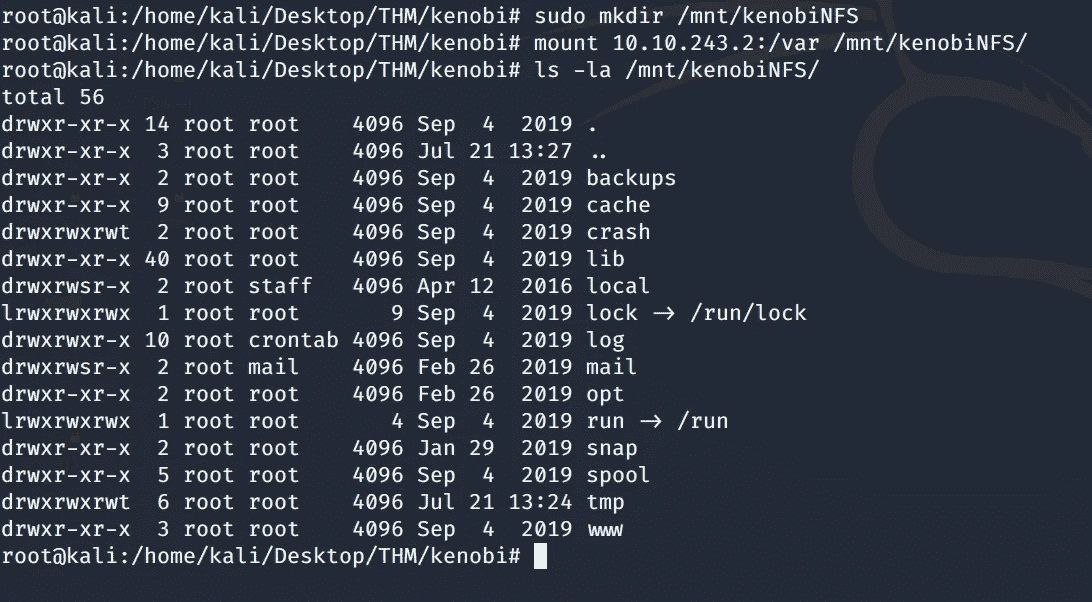 root@kali:/home/kali/Desktop/THM/kenobi# sudo mkdir /mnt/kenobiNFS
root@kali:/home/kali/Desktop/THM/kenobi# mount 10.10.243.2:/var /mnt/kenobiNFS/
root@kali:/home/kali/Desktop/THM/kenobi# ls -la /mnt/kenobiNFS/
total 56
drwxr-xr-x 14 root root    4096 Sep  4  2019 .
drwxr-xr-x  3 root root    4096 Jul 21 13:27 ..
drwxr-xr-x  2 root root    4096 Sep  4  2019 backups
drwxr-xr-x  9 root root    4096 Sep  4  2019 cache
drwxrwxrwt  2 root root    4096 Sep  4  2019 crash
drwxr-xr-x 40 root root    4096 Sep  4  2019 lib
drwxrwsr-x  2 root staff   4096 Apr 12  2016 local
lrwxrwxrwx  1 root root       9 Sep  4  2019 lock -> /run/lock
drwxr-xr-x 10 root crontab 4096 Sep  4  2019 log
drwxrwsr-x  2 root mail    4096 Feb 26  2019 mail
drwxr-xr-x  2 root root    4096 Feb 26  2019 opt
lrwxrwxrwx  1 root root       4 Sep  4  2019 run -> /run
drwxr-xr-x  2 root root    4096 Jan 29  2019 snap
drwxr-xr-x  5 root root    4096 Sep  4  2019 spool
drwxrwxrwt  6 root root    4096 Jul 21 13:24 tmp
drwxr-xr-x  3 root root    4096 Sep  4  2019 www
root@kali:/home/kali/Desktop/THM/kenobi#